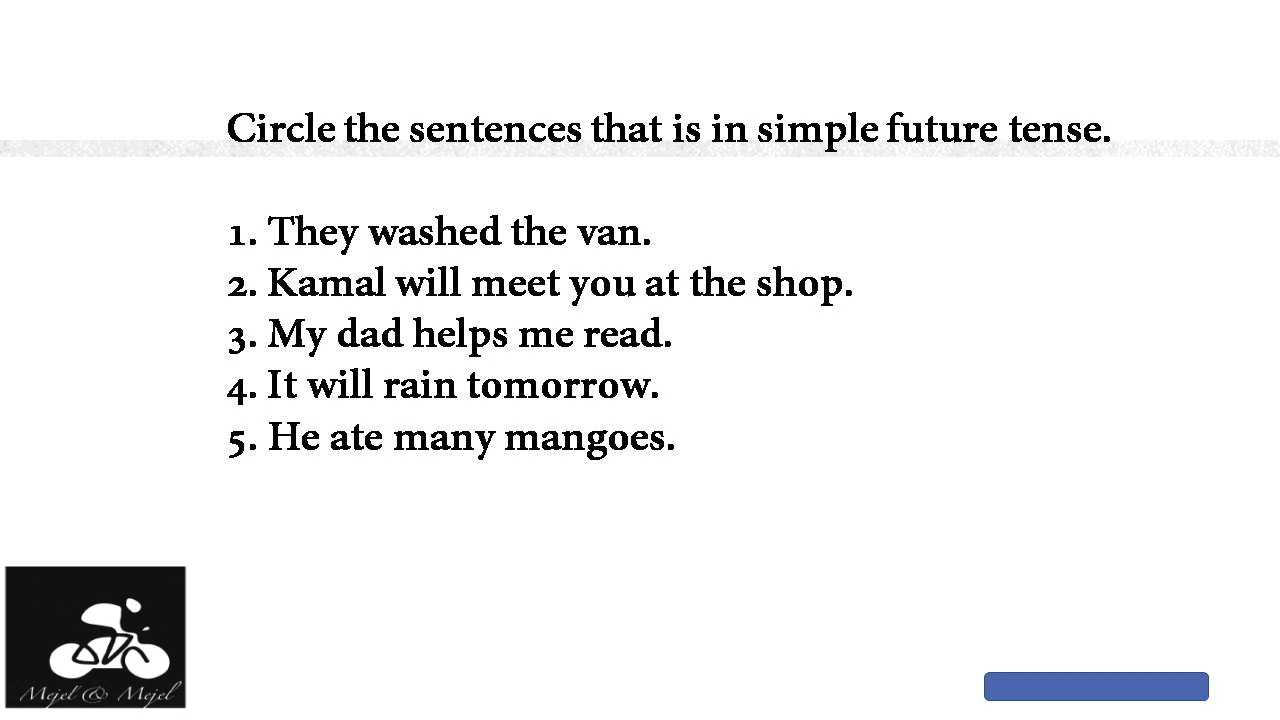 Circle the sentences that is in simple future tense.
1. They washed the van.
2. Kamal will meet you at the shop.
3. My dad helps me read.
4. It will rain tomorrow.
5. He ate many mangoes.
Mejel & Mejel